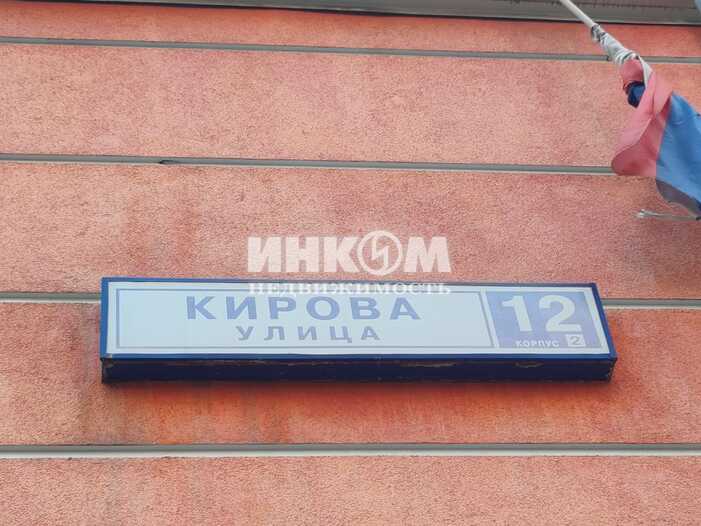 ИНКОМ
НЕДВИЖИМОСТЬ
КИРОВА
УЛИЦА
12
КОРПУС 2